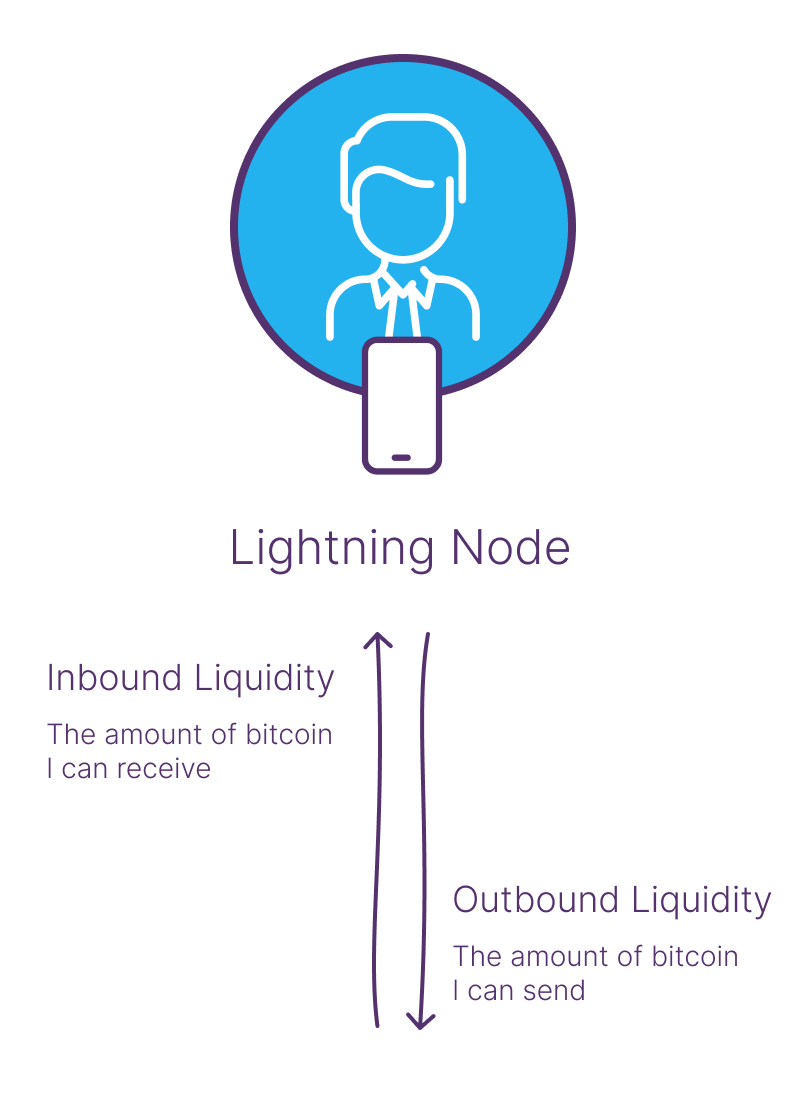 Lightning Node
Inbound Liquidity
The amount of bitcoin
I can receive
Outbound Liquidity
The amount of bitcoin
I can send